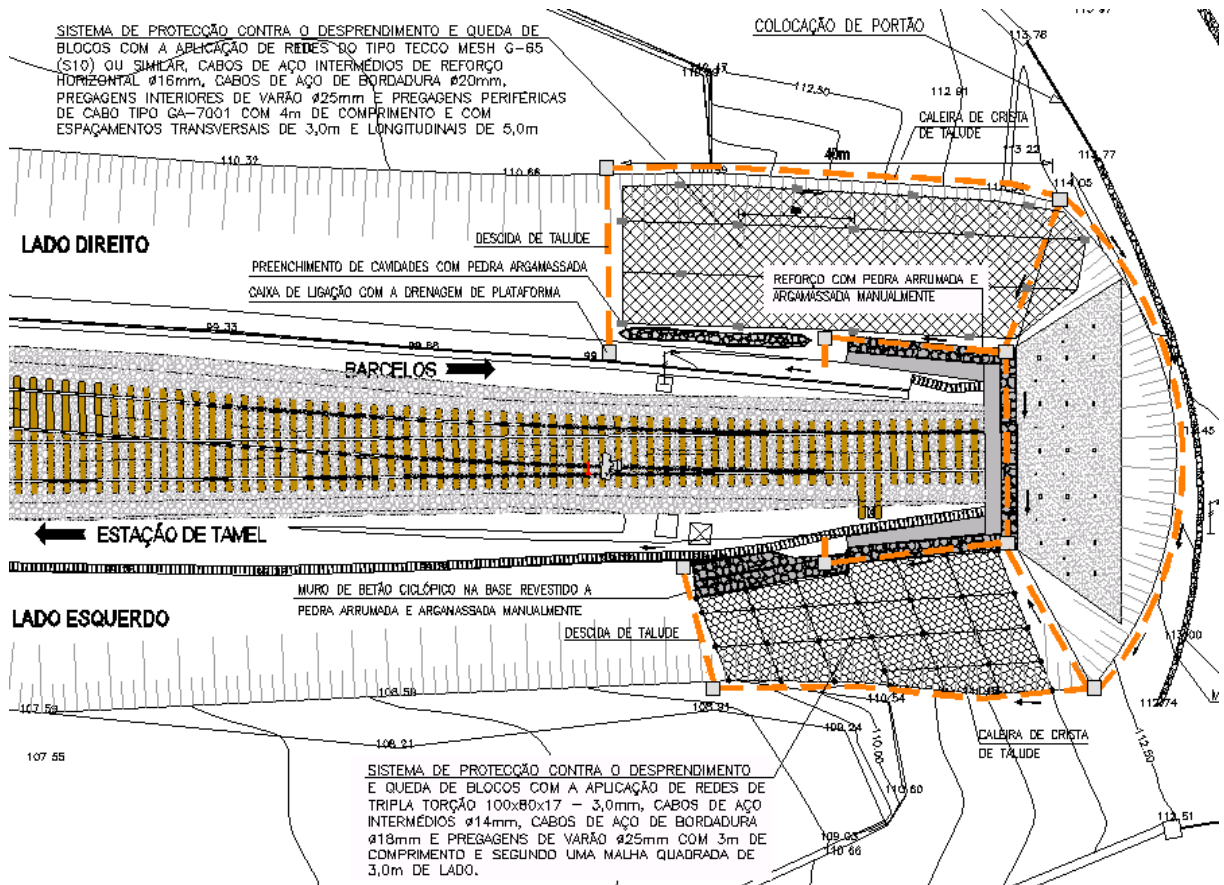 SISTEMA DE PROTECÇÃO CONTRA O DESPRENDIMENTO E QUEDA DE
BLOCOS COM A APLICAÇÃO DE REDES DO TIPO TECCO MESH G-65
(S10) OU SIMILAR, CABOS DE AÇO INTÉRMÉDIOS DE REFORÇO
HORIZONTAL ø16mm, CABOS DE AÇO DE BORDADURA ø20mm,
PREGAGENS INTERIORES DE VARÃO ø25mm E PREGAGENS PERIFÉRICAS
DE CABO TIPO GA-7001 COM 4m DE COMPRIMENTO E COM
ESPAÇAMENTOS TRANSVERSAIS DE 3,0m E LONGITUDINAIS DE 5,0m
COLOCAÇÃO DE PORTÃO
113.78
112.50
112.91
CALEIRA DE CRISTA
DE TALUDE
113.22
113.77
40m
110.32
110.66
114.05
LADO DIREITO
DESCIDA DE TALUDE
PREENCHIMENTO DE CAVIDADES COM PEDRA ARGAMASSADA
REFORÇO COM PEDRA ARRUMADA E
ARGAMASSADA MANUALMENTE
CAIXA DE LIGAÇÃO COM A DRENAGEM DE PLATAFORMA
99.33
99.68
99
BARCELOS
ESTAÇÃO DE TAMEL
MURO DE BETÃO CICLÓPICO NA BASE REVESTIDO A
PEDRA ARRUMADA E ARGANASSADA MANUALMENTE
LADO ESQUERDO
DESCIDA DE TALUDE
107.59
108.58
108.91
110.54
112.74
109.24
110.00
CALEIRA DE CRISTA
DE TALUDE
112.50
108.21
107.55
110.60
SISTEMA DE PROTECÇÃO CONTRA O DESPRENDIMENTO
E QUEDA DE BLOCOS COM A APLICAÇÃO DE REDES DE
TRIPLA TORÇÃO 100x80x17 - 3,0mm, CABOS DE AÇO
INTERMÉDIOS ø14mm, CABOS DE AÇO DE BORDADURA
ø18mm E PREGAGENS DE VARÃO ø25mm COM 3m DE
COMPRIMENTO E SEGUNDO UMA MALHA QUADRADA DE
3,0m DE LADO.
109.03
110.66
112.51